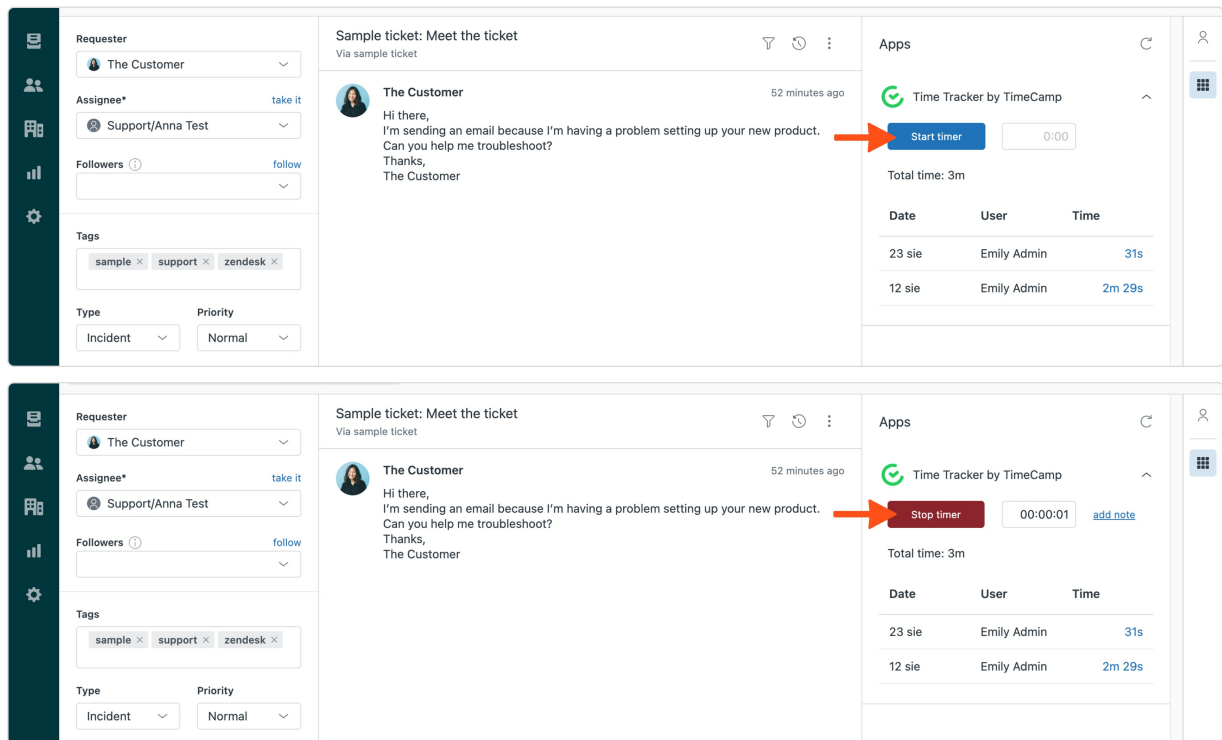 Requester
The Customer
Assignee* take it
Support/Anna Test
Followers follow
Tags
sample × support × zendesk ×
Type Priority
Incident Normal
Sample ticket: Meet the ticket
Via sample ticket
The Customer 52 minutes ago
Hi there,
I'm sending an email because I'm having a problem setting up your new product.
Can you help me troubleshoot?
Thanks,
The Customer
Apps
Time Tracker by TimeCamp
Start timer 0:00
Total time: 3m
Date User Time
23 sie Emily Admin 31s
12 sie Emily Admin 2m 29s
Requester
The Customer
Assignee* take it
Support/Anna Test
Followers follow
Tags
sample × support × zendesk ×
Type Priority
Incident Normal
Sample ticket: Meet the ticket
Via sample ticket
The Customer 52 minutes ago
Hi there,
I'm sending an email because I'm having a problem setting up your new product.
Can you help me troubleshoot?
Thanks,
The Customer
Apps
Time Tracker by TimeCamp
Stop timer 00:00:01 add note
Total time: 3m
Date User Time
23 sie Emily Admin 31s
12 sie Emily Admin 2m 29s